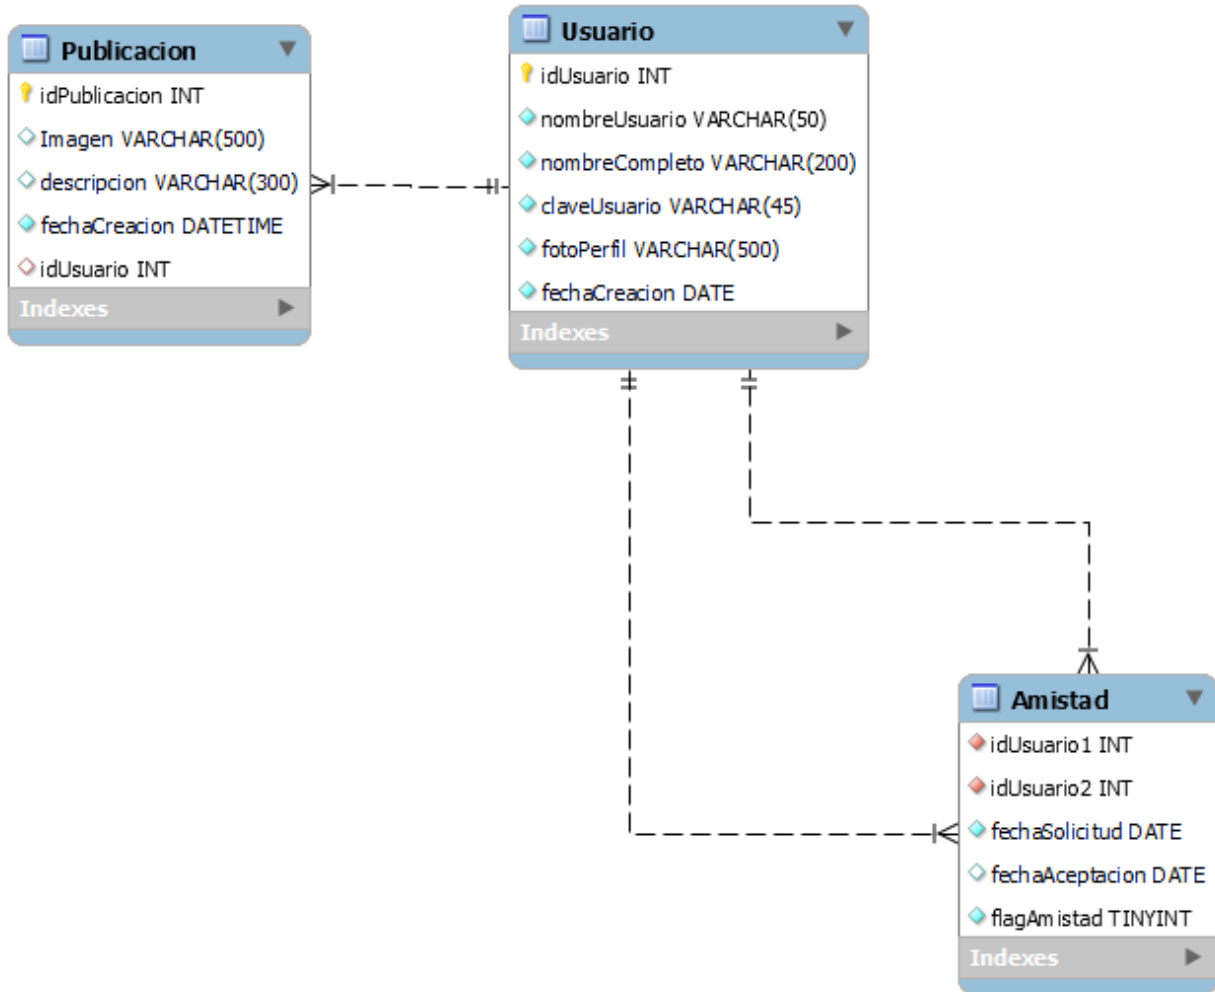 Publicacion
idPublicacion INT
Imagen VARCHAR(500)
descripcion VARCHAR(300)
fechaCreacion DATETIME
idUsuario INT
Indexes
Usuario
idUsuario INT
nombreUsuario VARCHAR(50)
nombreCompleto VARCHAR(200)
claveUsuario VARCHAR(45)
fotoPerfil VARCHAR(500)
fechaCreacion DATE
Indexes
Amistad
idUsuario1 INT
idUsuario2 INT
fechaSolicitud DATE
fechaAceptacion DATE
flagAmistad TINYINT
Indexes